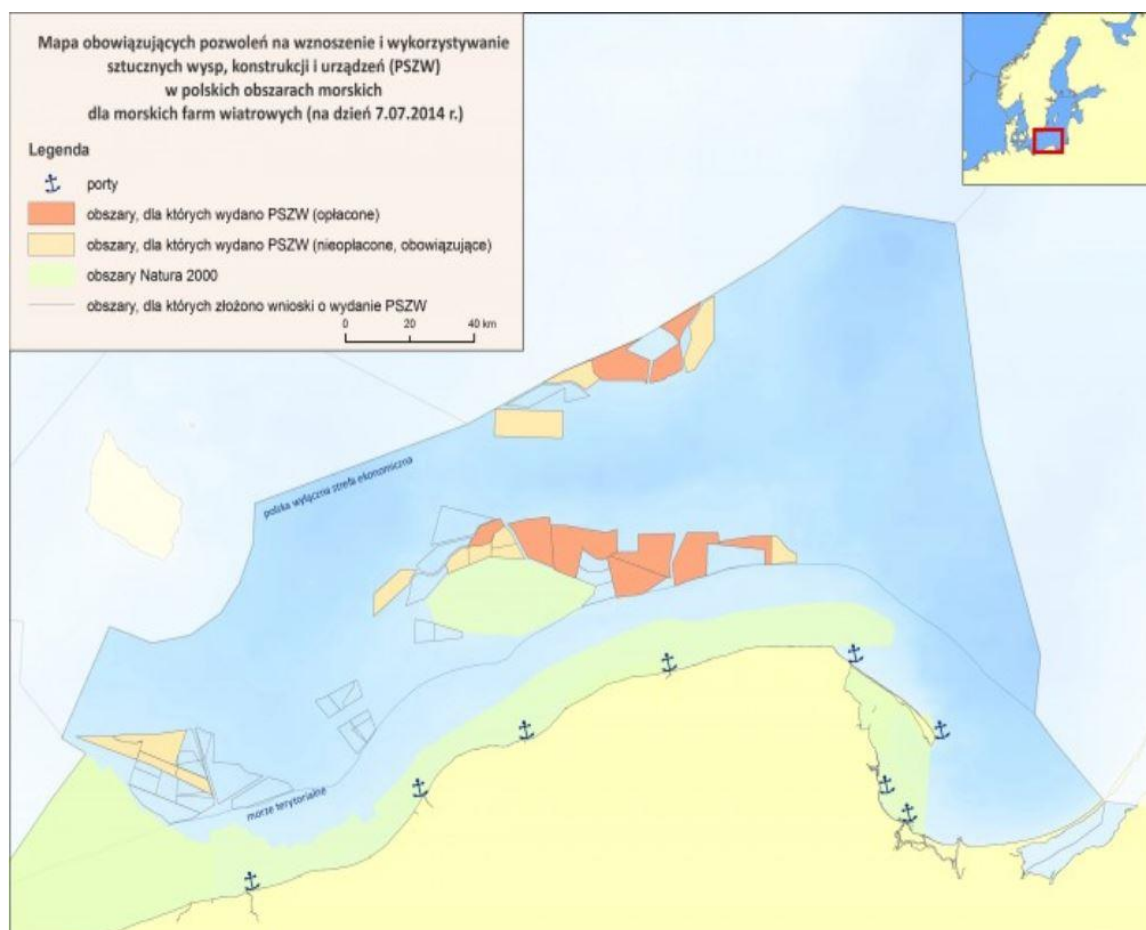 Mapa obowiązujących pozwoleń na wznoszenie i wykorzystywanie
sztucznych wysp, konstrukcji i urządzeń (PSZW)
w polskich obszarach morskich
dla morskich farm wiatrowych (na dzień 7.07.2014 r.)
Legenda
porty
obszary, dla których wydano PSZW (opłacone)
obszary, dla których wydano PSZW (nieopłacone, obowiązujące)
obszary Natura 2000
obszary, dla których złożono wnioski o wydanie PSZW
0 20 40 km
polska wyłączna strefa ekonomiczna
morze terytorialne